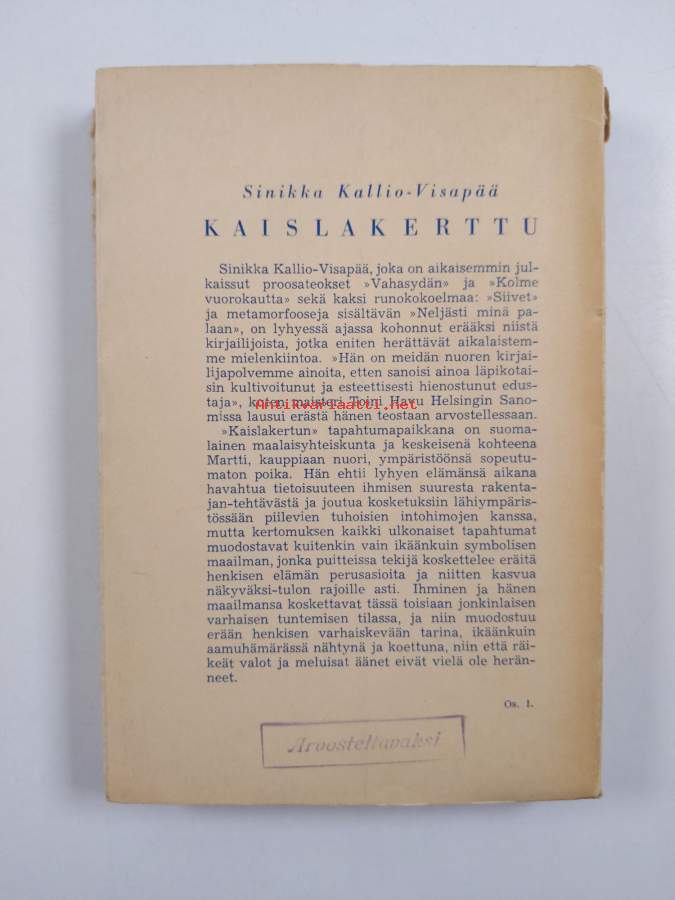 Sinikka Kallio-Visapää
KAISLAKERTTU
Sinikka Kallio-Visapää, joka on aikaisemmin jul-
kaissut proosateokset »Vahasydän» ja »Kolme
vuorokautta» sekä kaksi runokokoelmaa: »Siivet»
ja metamorfooseja sisältävän »Neljästi minä pa-
laan», on lyhyessä ajassa kohonnut erääksi niistä
kirjailijoista, jotka eniten herättävät aikalaistem-
me mielenkiintoa. »Hän on meidän nuoren kirjai-
lijapolvemme ainoita, etten sanoisi ainoa läpikotai-
sin kultivoitunut ja esteettisesti hienostunut edus-
taja», kuten maisteri Toini Havu Helsingin Sano-
missa lausui erästä hänen teostaan arvostellessaan.
Antikvariaatti.net
»Kaislakertun» tapahtumapaikkana on suoma-
lainen maalaisyhteiskunta ja keskeisenä kohteena
Martti, kauppiaan nuori, ympäristöönsä sopeutu-
maton poika. Hän ehtii lyhyen elämänsä aikana
havahtua tietoisuuteen ihmisen suuresta rakenta-
jan-tehtävästä ja joutua kosketuksiin lähiympäris-
tössään piilevien tuhoisien intohimojen kanssa,
mutta kertomuksen kaikki ulkonaiset tapahtumat
muodostavat kuitenkin vain ikäänkuin symbolisen
maailman, jonka puitteissa tekijä koskettelee eräitä
henkisen elämän perusasioita ja niitten kasvua
näkyväksi-tulon rajoille asti. Ihminen ja hänen
maailmansa koskettavat tässä toisiaan jonkinlaisen
varhaisen tuntemisen tilassa, ja niin muodostuu
erään henkisen varhaiskevään tarina, ikäänkuin
aamuhämärässä nähtynä ja koettuna, niin että räi-
keät valot ja meluisat äänet eivät vielä ole herän-
neet.
Os. 1.
Arvosteltavaksi